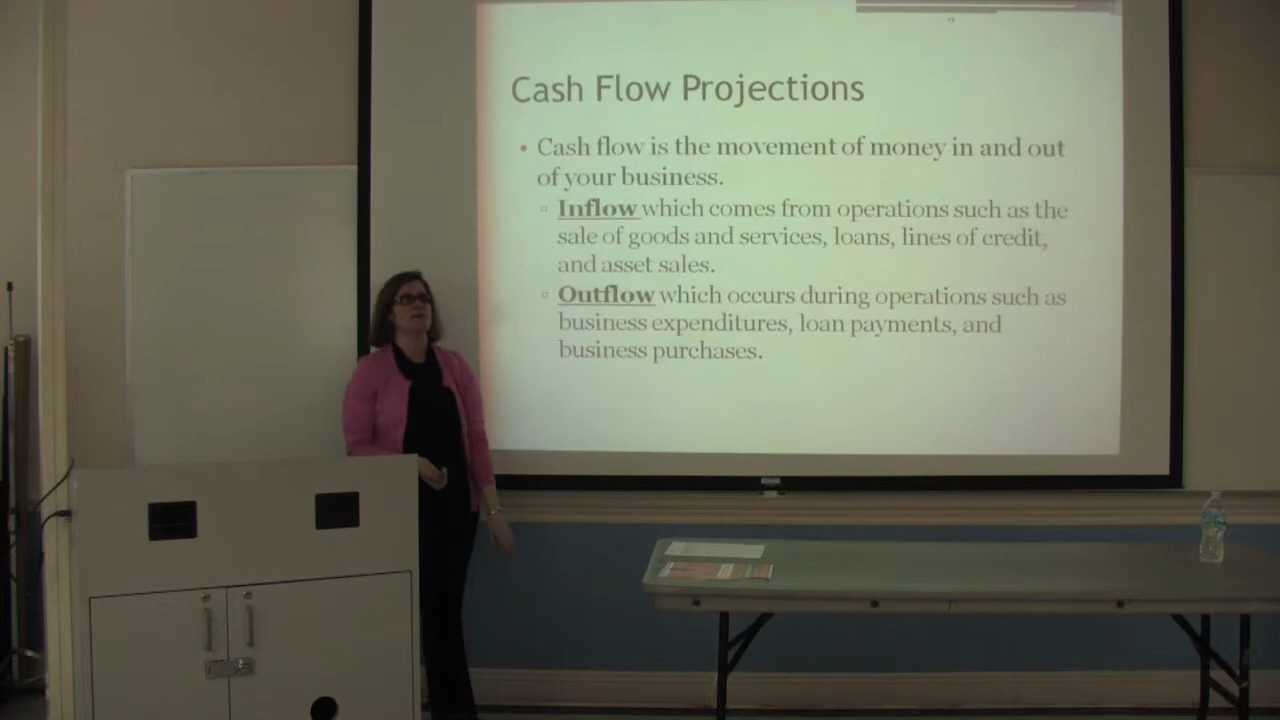 Cash Flow Projections
• Cash flow is the movement of money in and out
of your business.
▫ Inflow which comes from operations such as the
sale of goods and services, loans, lines of credit,
and asset sales.
▫ Outflow which occurs during operations such as
business expenditures, loan payments, and
business purchases.